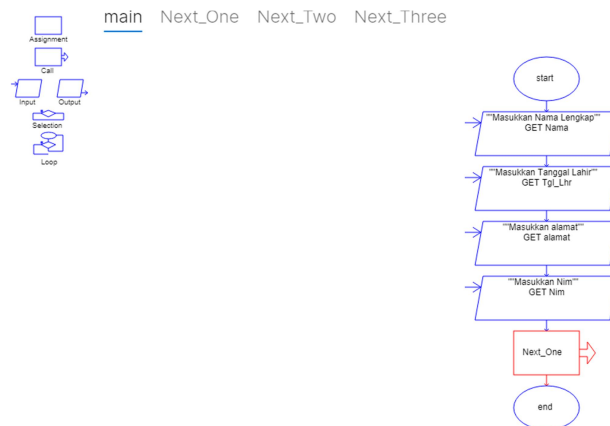 main Next_One Next_Two Next_Three
Assignment
Call
Input Output
Selection
Loop
start
""Masukkan Nama Lengkap""
GET Nama
""Masukkan Tanggal Lahir""
GET Tgl_Lhr
""Masukkan alamat""
GET alamat
""Masukkan Nim""
GET Nim
Next_One
end